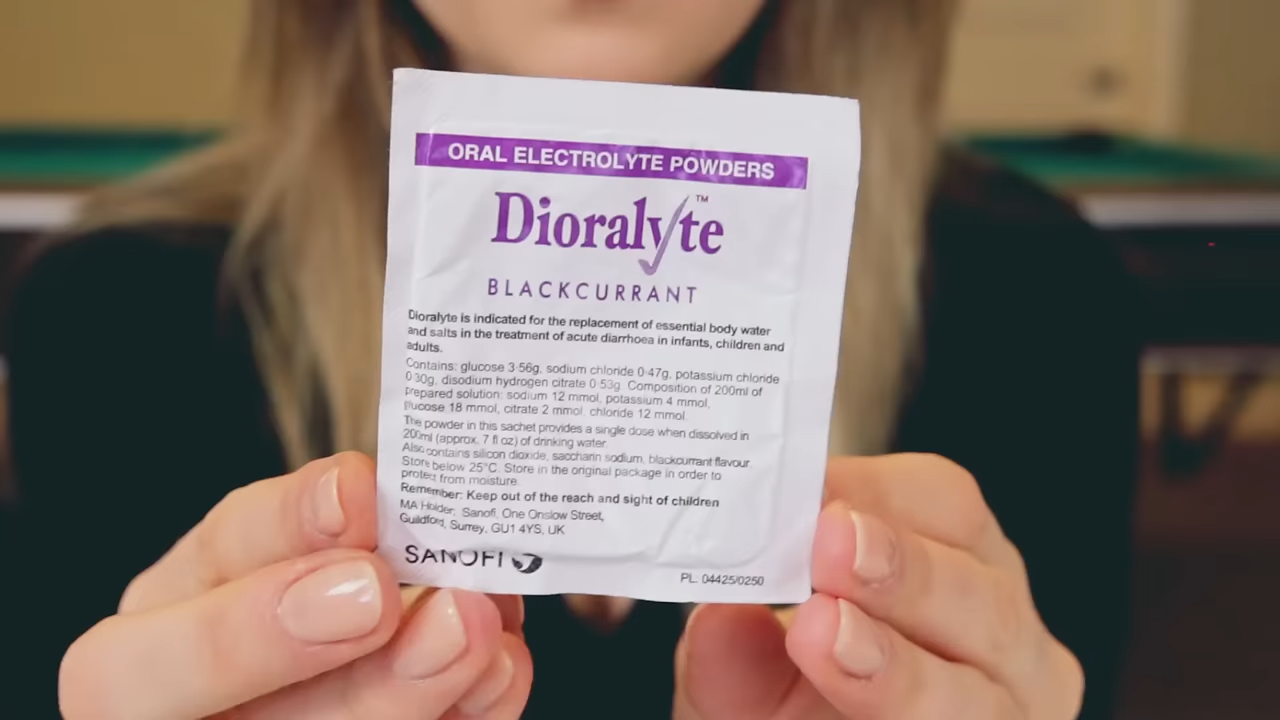 ORAL ELECTROLYTE POWDERS
Dioralyte™
BLACKCURRANT
Dioralyte is indicated for the replacement of essential body water
and salts in the treatment of acute diarrhoea in infants, children and
adults.
Contains: glucose 3·56g, sodium chloride 0·47g, potassium chloride
0·30g, disodium hydrogen citrate 0·53g. Composition of 200ml of
prepared solution: sodium 12 mmol, potassium 4 mmol,
glucose 18 mmol, citrate 2 mmol, chloride 12 mmol.
The powder in this sachet provides a single dose when dissolved in
200ml (approx. 7 fl oz) of drinking water.
Also contains silicon dioxide, saccharin sodium, blackcurrant flavour.
Store below 25°C. Store in the original package in order to
protect from moisture.
Remember: Keep out of the reach and sight of children
MA Holder: Sanofi, One Onslow Street,
Guildford, Surrey, GU1 4YS, UK
SANOFI
PL. 04425/0250